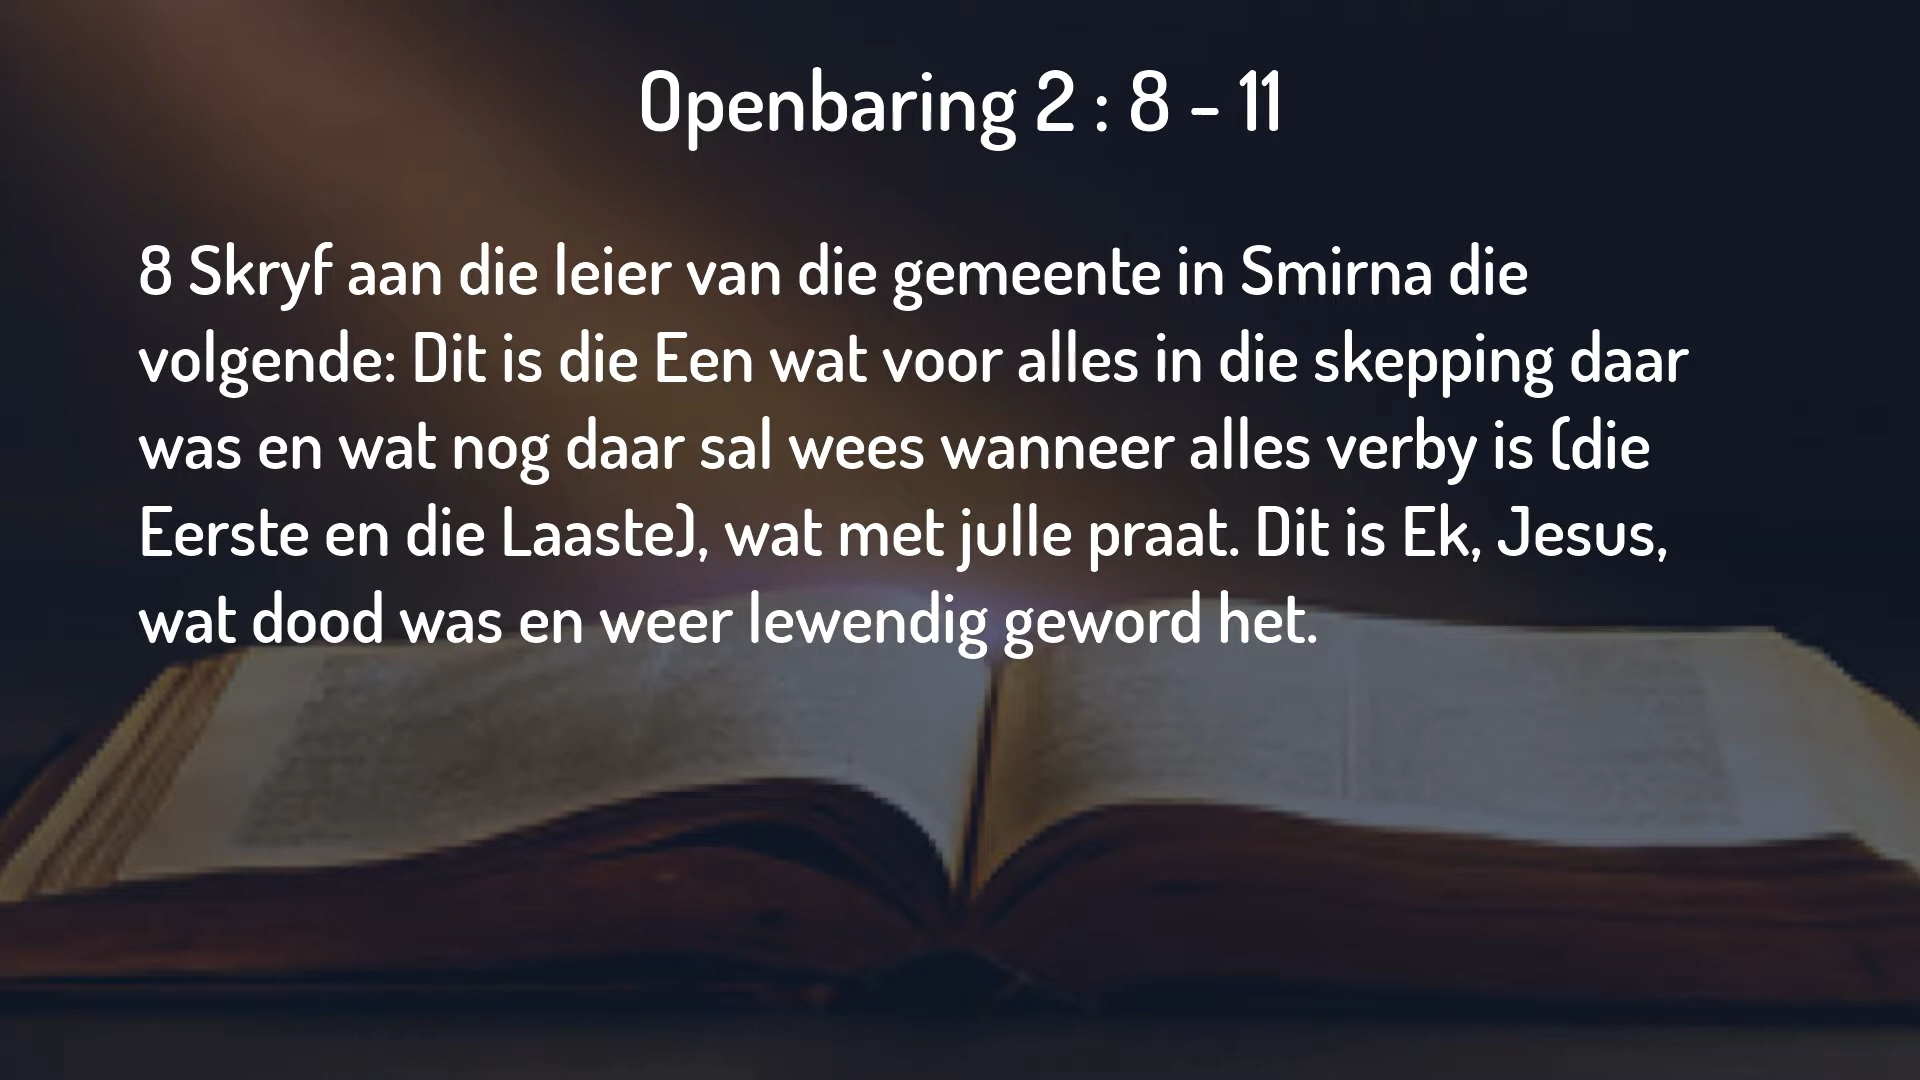 Openbaring 2 : 8 – 11
8 Skryf aan die leier van die gemeente in Smirna die
volgende: Dit is die Een wat voor alles in die skepping daar
was en wat nog daar sal wees wanneer alles verby is (die
Eerste en die Laaste), wat met julle praat. Dit is Ek, Jesus,
wat dood was en weer lewendig geword het.